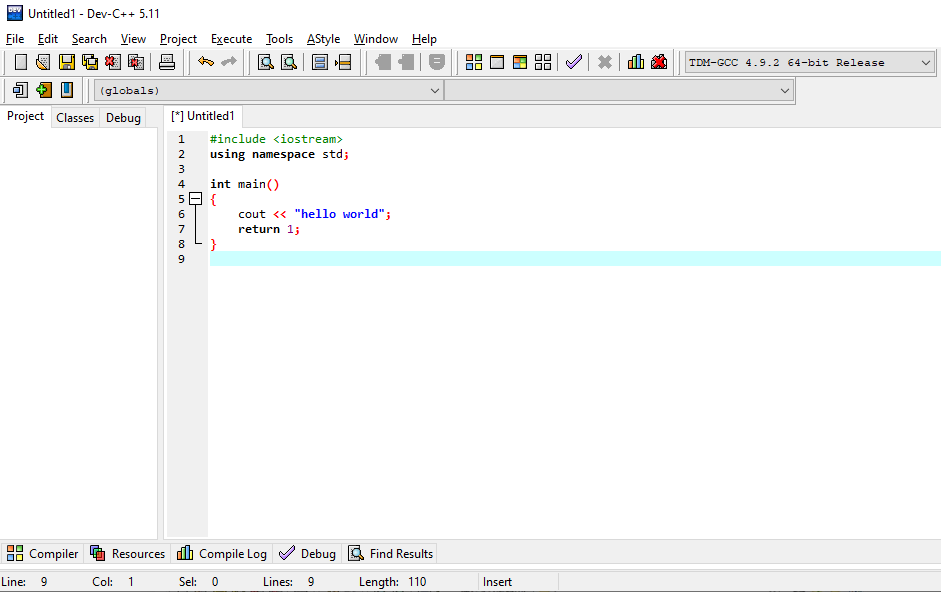 Untitled1 - Dev-C++ 5.11
File Edit Search View Project Execute Tools AStyle Window Help
TDM-GCC 4.9.2 64-bit Release
(globals)
Project Classes Debug [*] Untitled1
1 #include <iostream>
2 using namespace std;
3
4 int main()
5 {
6 cout << "hello world";
7 return 1;
8 }
9
Compiler Resources Compile Log Debug Find Results
Line: 9 Col: 1 Sel: 0 Lines: 9 Length: 110 Insert